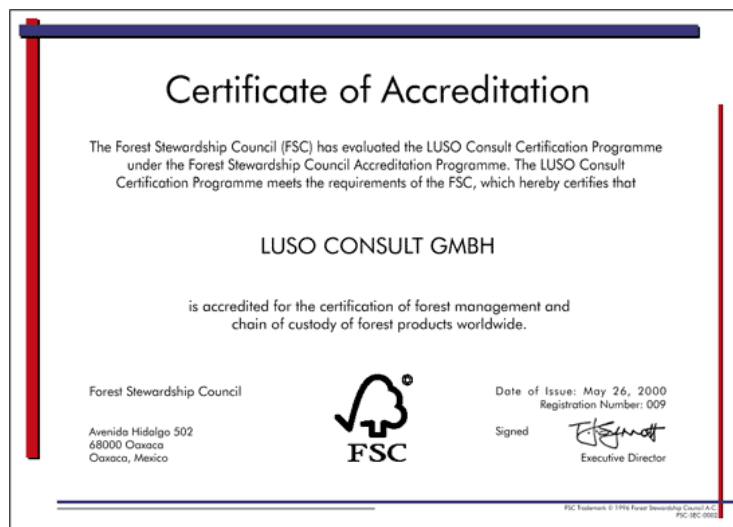 Certificate of Accreditation
The Forest Stewardship Council (FSC) has evaluated the LUSO Consult Certification Programme
under the Forest Stewardship Council Accreditation Programme. The LUSO Consult
Certification Programme meets the requirements of the FSC, which hereby certifies that
LUSO CONSULT GMBH
is accredited for the certification of forest management and
chain of custody of forest products worldwide.
Forest Stewardship Council
Avenida Hidalgo 502
68000 Oaxaca
Oaxaca, Mexico
©
FSC
Date of Issue: May 26, 2000
Registration Number: 009
Signed
Executive Director
FSC Trademark © 1996 Forest Stewardship Council A.C.
FSC-SEC-0002